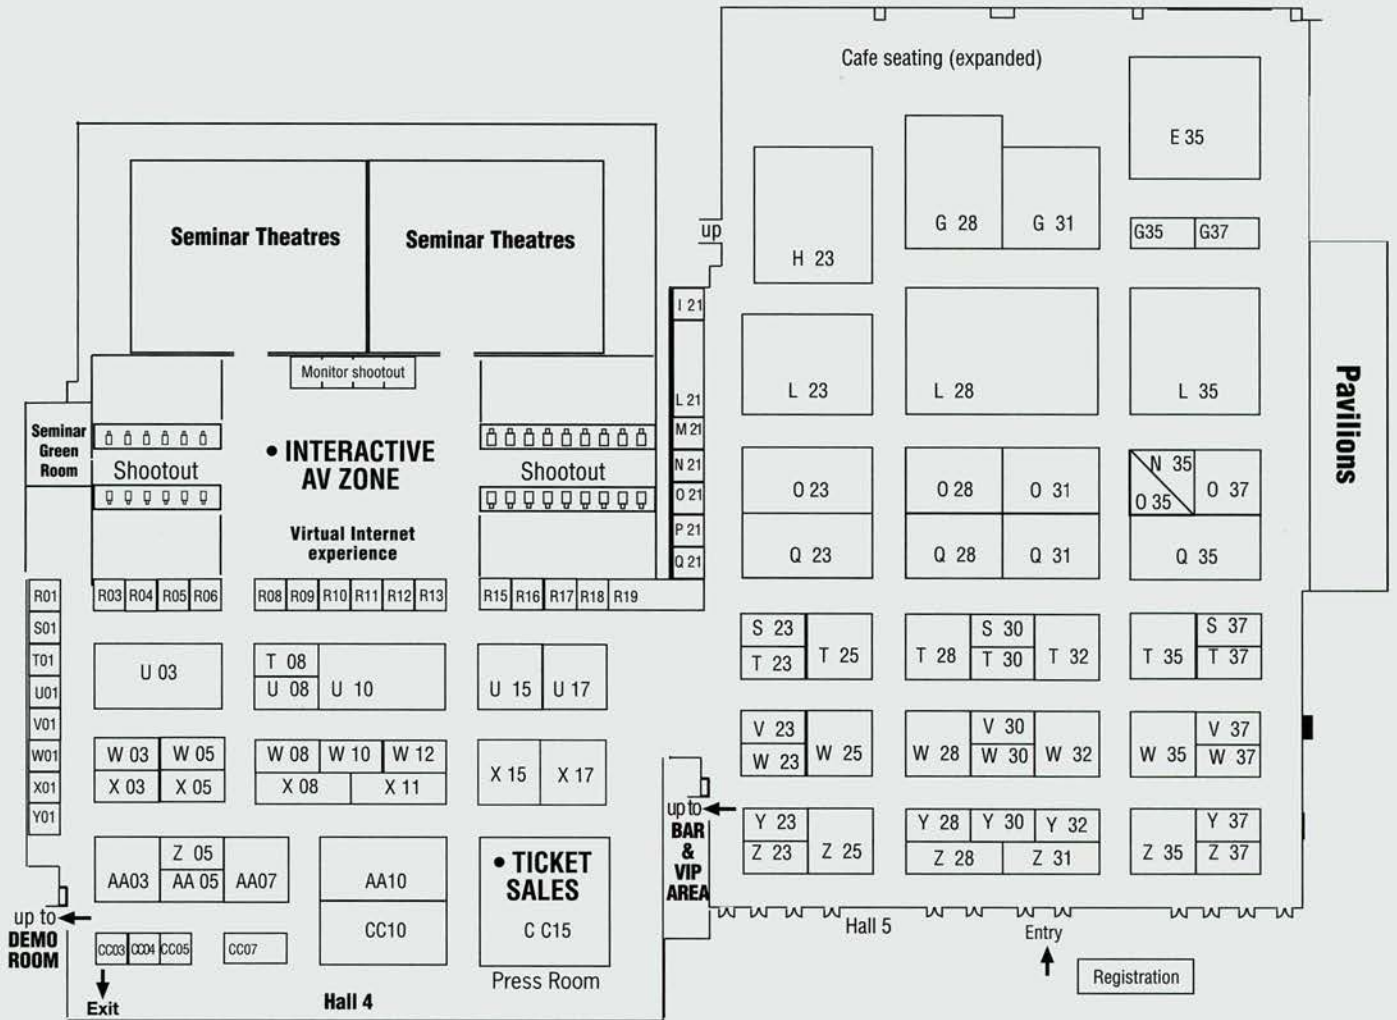 Cafe seating (expanded)
E 35
G 28
G 31
G35
G37
up
H 23
Seminar Theatres
Seminar Theatres
I 21
L 21
M 21
N 21
O 21
P 21
Q 21
L 23
L 28
L 35
Pavilions
Monitor shootout
Seminar
Green
Room
Shootout
• INTERACTIVE
AV ZONE
Shootout
Virtual Internet
experience
O 23
O 28
O 31
N 35
O 35
O 37
Q 23
Q 28
Q 31
Q 35
R01
S01
T01
U01
V01
W01
X01
Y01
R03
R04
R05
R06
R08
R09
R10
R11
R12
R13
R15
R16
R17
R18
R19
U 03
T 08
U 08
U 10
U 15
U 17
S 23
T 23
T 25
T 28
S 30
T 30
T 32
T 35
S 37
T 37
W 03
W 05
X 03
X 05
W 08
W 10
W 12
X 08
X 11
X 15
X 17
V 23
W 23
W 25
W 28
V 30
W 30
W 32
W 35
V 37
W 37
up to
BAR
&
VIP
AREA
Y 23
Z 23
Z 25
Y 28
Y 30
Y 32
Z 28
Z 31
Z 35
Y 37
Z 37
AA03
Z 05
AA 05
AA07
AA10
CC10
• TICKET
SALES
C C15
Press Room
up to
DEMO
ROOM
CC03
CC04
CC05
CC07
Exit
Hall 4
Hall 5
Entry
Registration